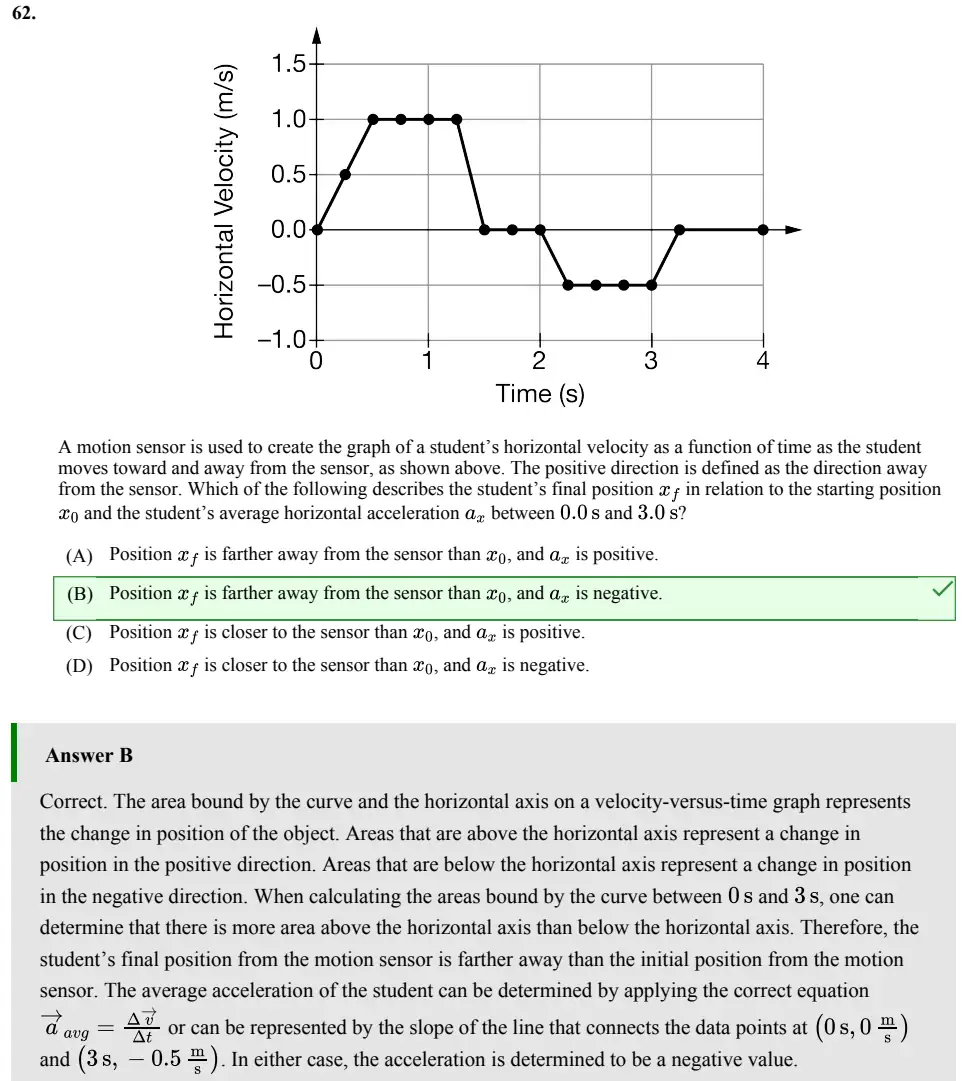 62.
1.5
1.0
0.5
0.0
−0.5
−1.0
Horizontal Velocity (m/s)
0 1 2 3 4
Time (s)
A motion sensor is used to create the graph of a student’s horizontal velocity as a function of time as the student
moves toward and away from the sensor, as shown above. The positive direction is defined as the direction away
from the sensor. Which of the following describes the student’s final position x_f in relation to the starting position
x_0 and the student’s average horizontal acceleration a_x between 0.0 s and 3.0 s?
(A) Position x_f is farther away from the sensor than x_0, and a_x is positive.
(B) Position x_f is farther away from the sensor than x_0, and a_x is negative.
(C) Position x_f is closer to the sensor than x_0, and a_x is positive.
(D) Position x_f is closer to the sensor than x_0, and a_x is negative.
Answer B
Correct. The area bound by the curve and the horizontal axis on a velocity-versus-time graph represents
the change in position of the object. Areas that are above the horizontal axis represent a change in
position in the positive direction. Areas that are below the horizontal axis represent a change in position
in the negative direction. When calculating the areas bound by the curve between 0 s and 3 s, one can
determine that there is more area above the horizontal axis than below the horizontal axis. Therefore, the
student’s final position from the motion sensor is farther away than the initial position from the motion
sensor. The average acceleration of the student can be determined by applying the correct equation
\vec{a}_{avg} = \frac{\Delta \vec{v}}{\Delta t} or can be represented by the slope of the line that connects the data points at (0 s, 0 \frac{m}{s})
and (3 s, −0.5 \frac{m}{s}). In either case, the acceleration is determined to be a negative value.